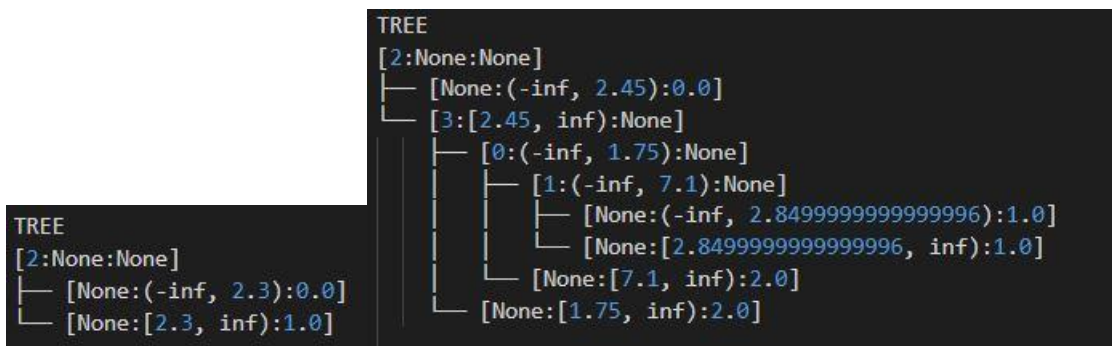 TREE
[2:None:None]
├── [None:(-inf, 2.3):0.0]
└── [None:[2.3, inf):1.0]
TREE
[2:None:None]
├── [None:(-inf, 2.45):0.0]
└── [3:[2.45, inf):None]
    ├── [0:(-inf, 1.75):None]
    │   ├── [1:(-inf, 7.1):None]
    │   │   ├── [None:(-inf, 2.8499999999999996):1.0]
    │   │   └── [None:[2.8499999999999996, inf):1.0]
    │   └── [None:[7.1, inf):2.0]
    └── [None:[1.75, inf):2.0]